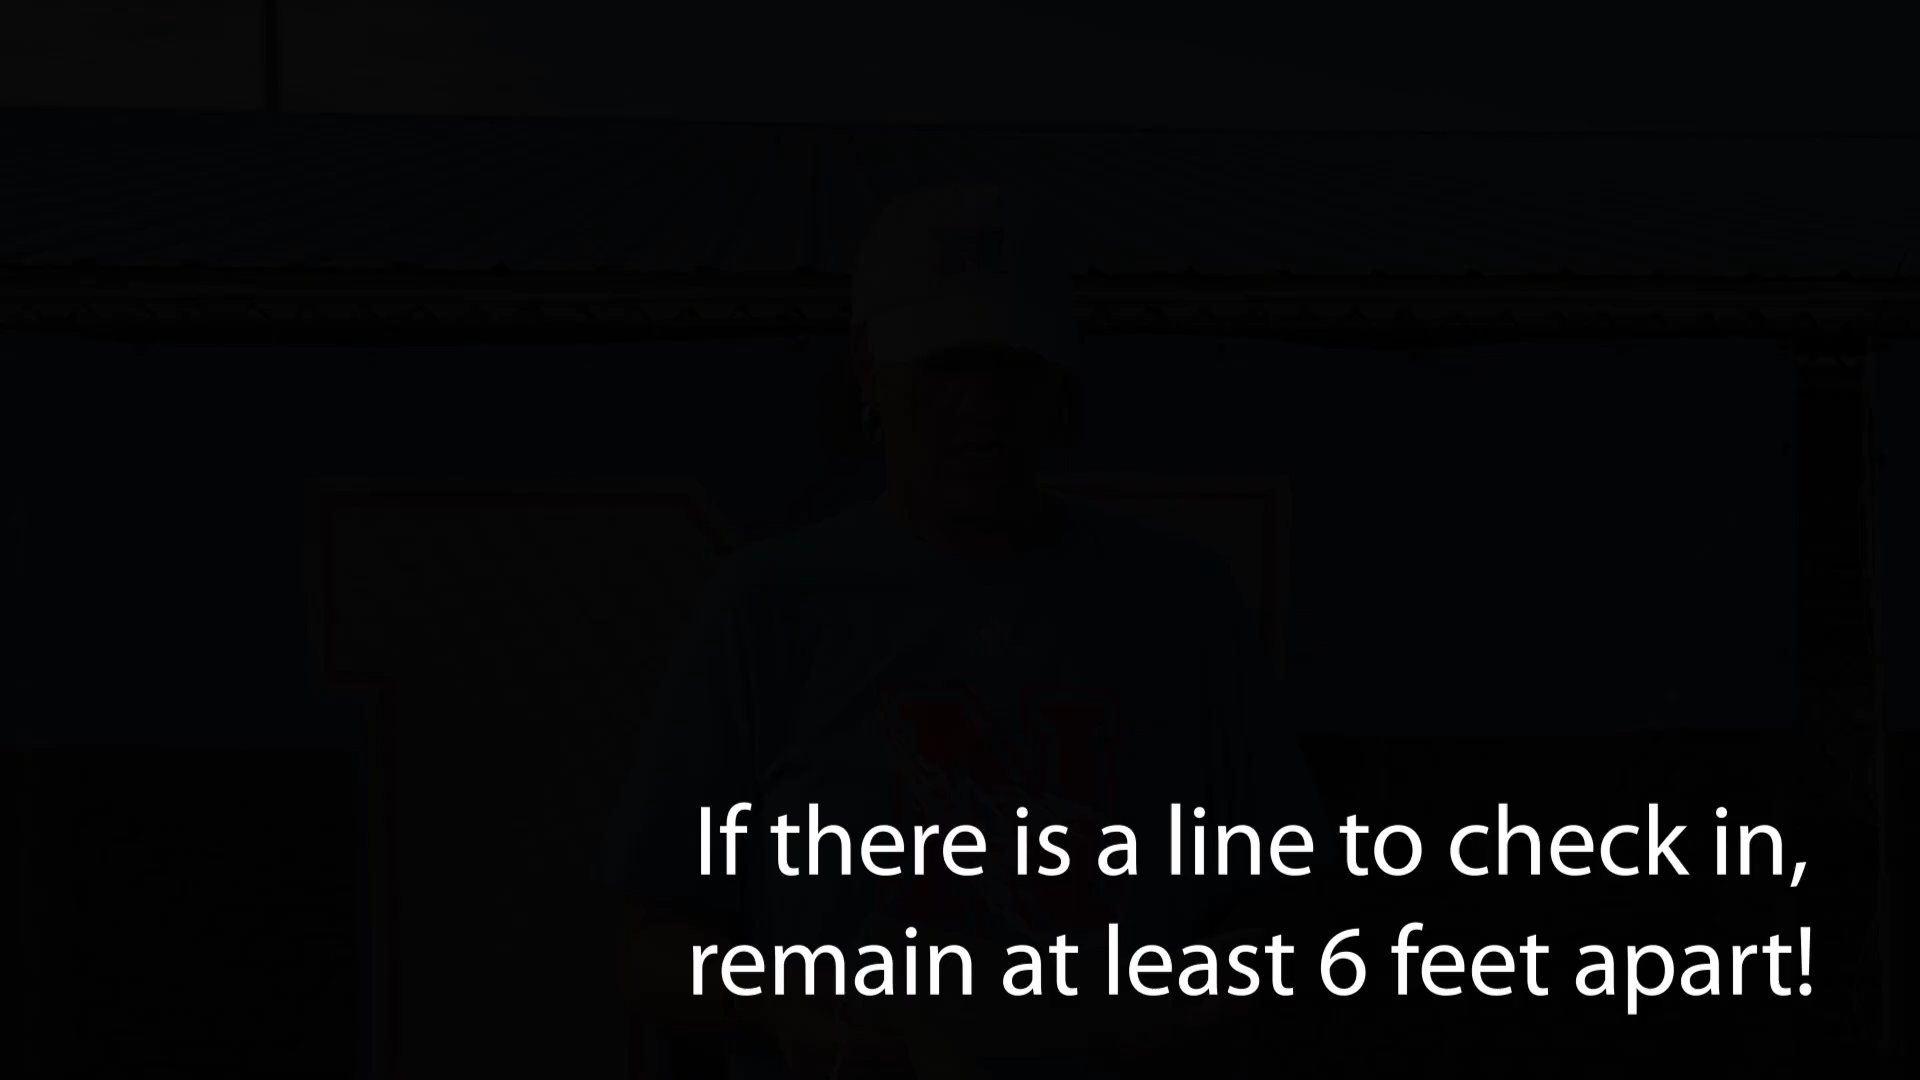 If there is a line to check in,
remain at least 6 feet apart!